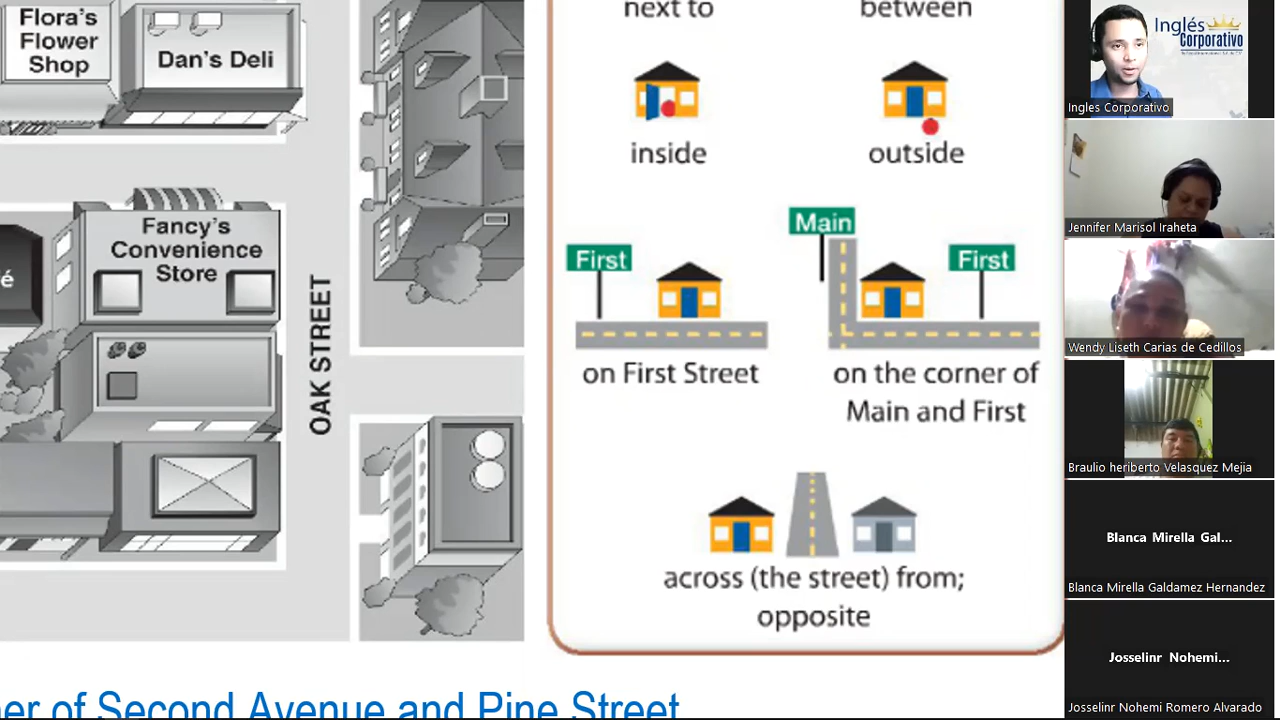 Flora's
Flower
Shop
Dan's Deli
Fancy's
Convenience
Store
é
OAK STREET
next to
between
inside
outside
First
on First Street
Main
First
on the corner of
Main and First
across (the street) from;
opposite
er of Second Avenue and Pine Street
Inglés
Corporativo
Ingles Corporativo
Jennifer Marisol Iraheta
Wendy Liseth Carias de Cedillos
Braulio heriberto Velasquez Mejia
Blanca Mirella Gal...
Blanca Mirella Galdamez Hernandez
Josselinr Nohemi...
Josselinr Nohemi Romero Alvarado